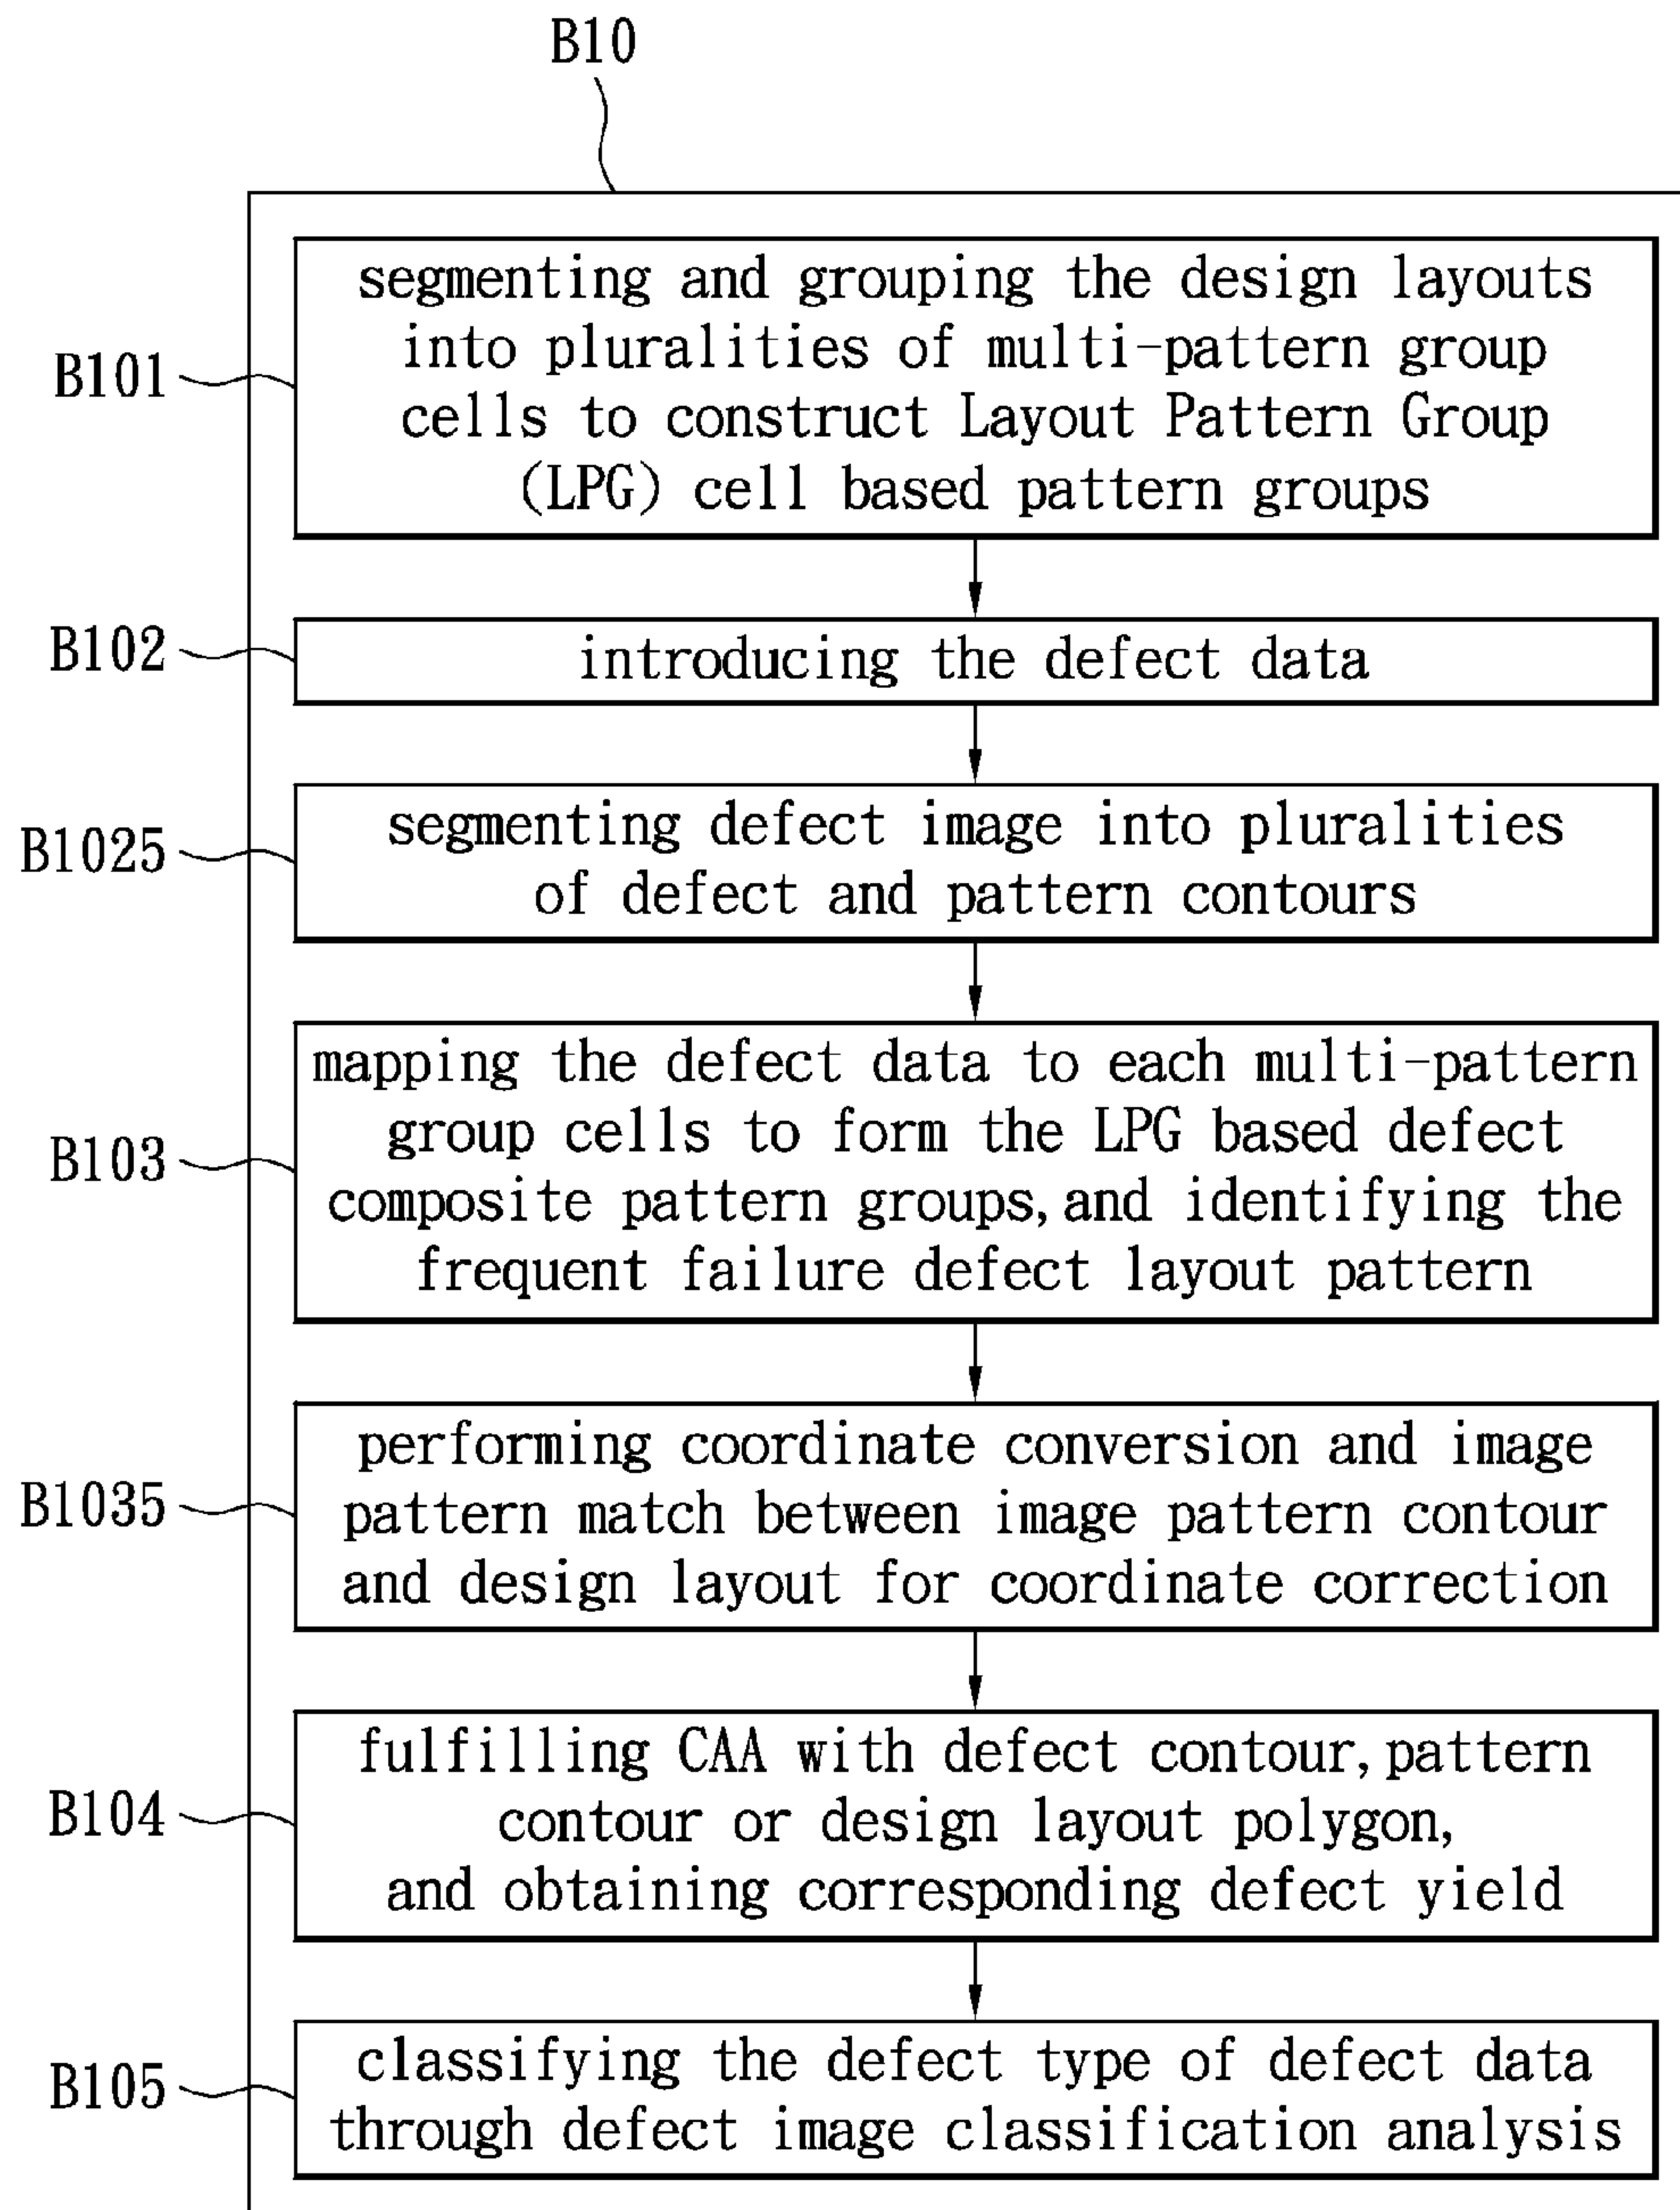 B10
B101
segmenting and grouping the design layouts
into pluralities of multi-pattern group
cells to construct Layout Pattern Group
(LPG) cell based pattern groups
B102
introducing the defect data
B1025
segmenting defect image into pluralities
of defect and pattern contours
B103
mapping the defect data to each multi-pattern
group cells to form the LPG based defect
composite pattern groups, and identifying the
frequent failure defect layout pattern
B1035
performing coordinate conversion and image
pattern match between image pattern contour
and design layout for coordinate correction
B104
fulfilling CAA with defect contour, pattern
contour or design layout polygon,
and obtaining corresponding defect yield
B105
classifying the defect type of defect data
through defect image classification analysis